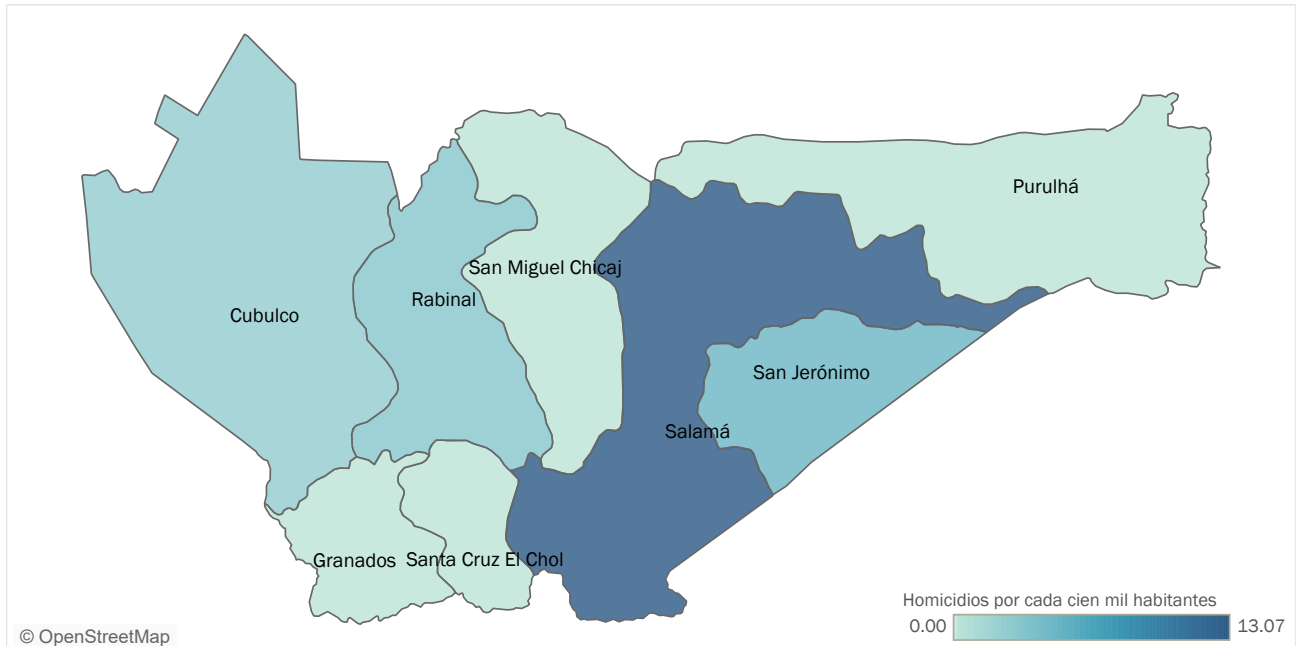 Purulhá
San Miguel Chicaj
Rabinal
Cubulco
San Jerónimo
Salamá
Granados
Santa Cruz El Chol
Homicidios por cada cien mil habitantes
0.00
13.07
© OpenStreetMap